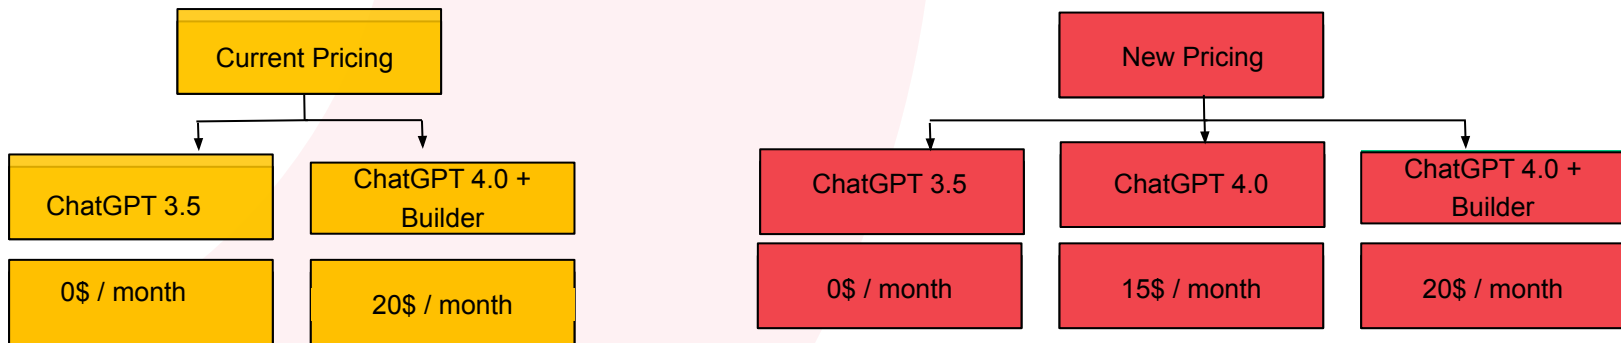 Current Pricing
ChatGPT 3.5
ChatGPT 4.0 +
Builder
0$ / month
20$ / month
New Pricing
ChatGPT 3.5
ChatGPT 4.0
ChatGPT 4.0 +
Builder
0$ / month
15$ / month
20$ / month